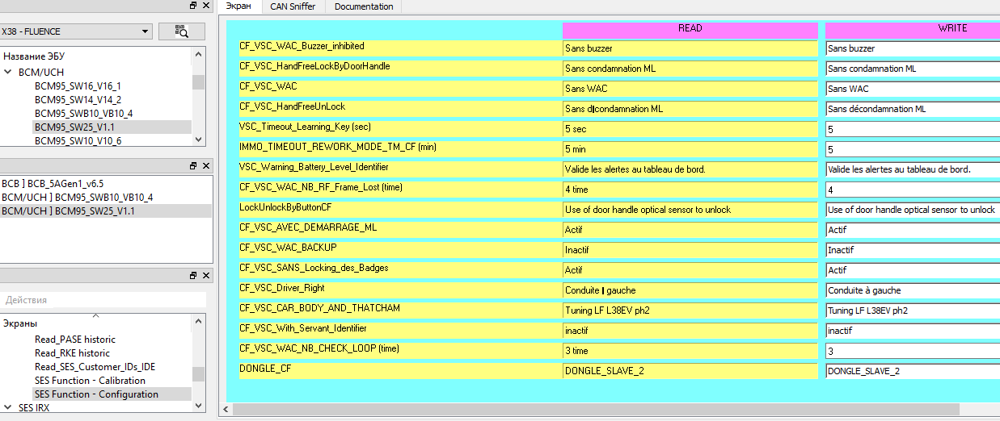 Экран CAN Sniffer Documentation
X38 - FLUENCE
Название ЭБУ
BCM/UCH
BCM95_SW16_V16_1
BCM95_SW14_V14_2
BCM95_SWB10_VB10_4
BCM95_SW25_V1.1
BCM95_SW10_V10_6
BCB ] BCB_5AGen1_v6.5
BCM/UCH ] BCM95_SWB10_VB10_4
BCM/UCH ] BCM95_SW25_V1.1
Действия
Экраны
Read_PASE historic
Read_RKE historic
Read_SES_Customer_IDs_IDE
SES Function - Calibration
SES Function - Configuration
SES IRX
READ WRITE
CF_VSC_WAC_Buzzer_inhibited Sans buzzer Sans buzzer
CF_VSC_HandFreeLockByDoorHandle Sans condamnation ML Sans condamnation ML
CF_VSC_WAC Sans WAC Sans WAC
CF_VSC_HandFreeUnLock Sans d|condamnation ML Sans décondamnation ML
VSC_Timeout_Learning_Key (sec) 5 sec 5
IMMO_TIMEOUT_REWORK_MODE_TM_CF (min) 5 min 5
VSC_Warning_Battery_Level_Identifier Valide les alertes au tableau de bord. Valide les alertes au tableau de bord.
CF_VSC_WAC_NB_RF_Frame_Lost (time) 4 time 4
LockUnlockByButtonCF Use of door handle optical sensor to unlock Use of door handle optical sensor to unlock
CF_VSC_AVEC_DEMARRAGE_ML Actif Actif
CF_VSC_WAC_BACKUP Inactif Inactif
CF_VSC_SANS_Locking_des_Badges Actif Actif
CF_VSC_Driver_Right Conduite | gauche Conduite à gauche
CF_VSC_CAR_BODY_AND_THATCHAM Tuning LF L38EV ph2 Tuning LF L38EV ph2
CF_VSC_With_Servant_Identifier inactif inactif
CF_VSC_WAC_NB_CHECK_LOOP (time) 3 time 3
DONGLE_CF DONGLE_SLAVE_2 DONGLE_SLAVE_2